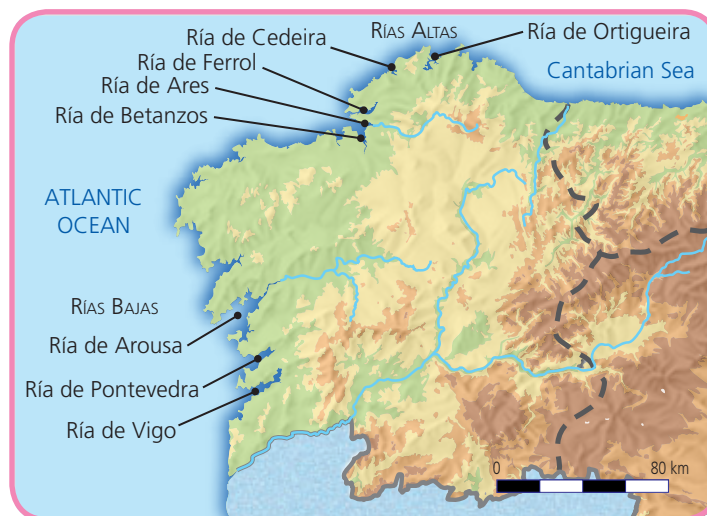 RÍAS ALTAS
Ría de Cedeira
Ría de Ortigueira
Ría de Ferrol
Ría de Ares
Ría de Betanzos
Cantabrian Sea
ATLANTIC
OCEAN
RÍAS BAJAS
Ría de Arousa
Ría de Pontevedra
Ría de Vigo
0 80 km